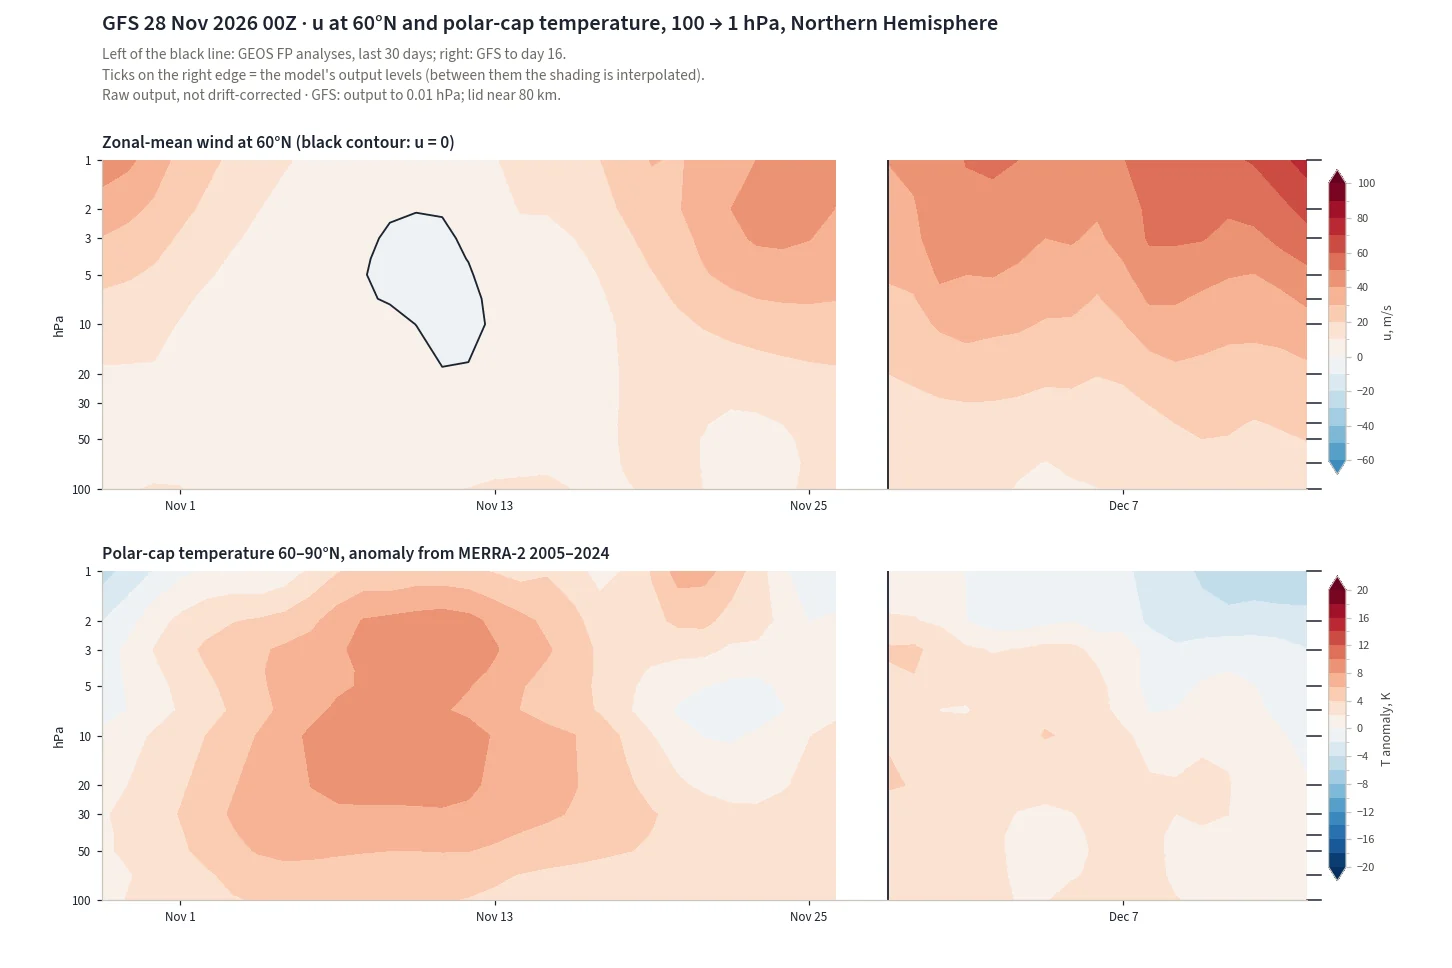 GFS 28 Nov 2026 00Z · u at 60°N and polar-cap temperature, 100 → 1 hPa, Northern Hemisphere
Left of the black line: GEOS FP analyses, last 30 days; right: GFS to day 16.
Ticks on the right edge = the model's output levels (between them the shading is interpolated).
Raw output, not drift-corrected · GFS: output to 0.01 hPa; lid near 80 km.
Zonal-mean wind at 60°N (black contour: u = 0)
1
2
3
5
10
20
30
50
100
hPa
Nov 1
Nov 13
Nov 25
Dec 7
100
80
60
40
20
0
−20
−40
−60
u, m/s
Polar-cap temperature 60–90°N, anomaly from MERRA-2 2005–2024
1
2
3
5
10
20
30
50
100
hPa
Nov 1
Nov 13
Nov 25
Dec 7
20
16
12
8
4
0
−4
−8
−12
−16
−20
T anomaly, K